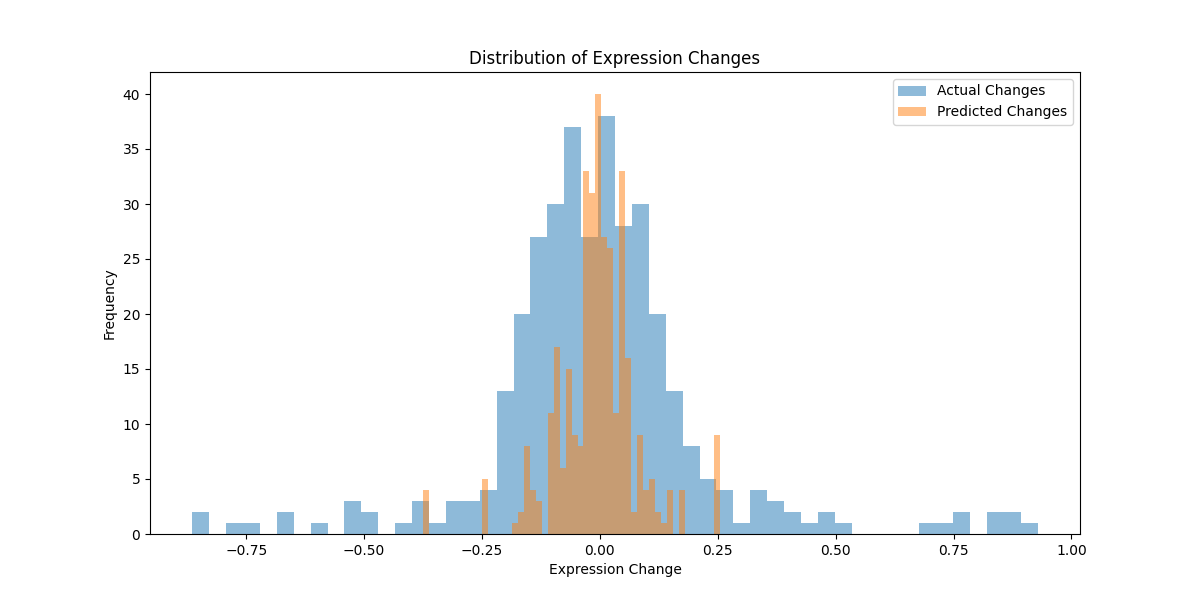 Distribution of Expression Changes
Actual Changes
Predicted Changes
Frequency
40
35
30
25
20
15
10
5
0
−0.75 −0.50 −0.25 0.00 0.25 0.50 0.75 1.00
Expression Change